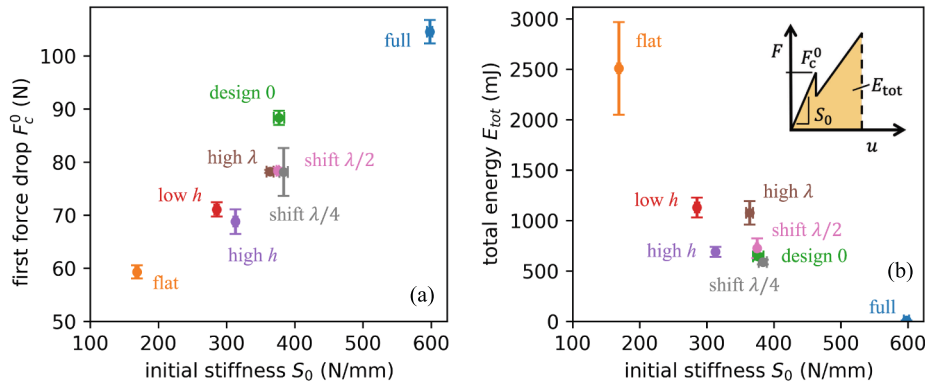 first force drop F_c^0 (N)
100
90
80
70
60
50
full
design 0
high λ
shift λ/2
low h
shift λ/4
high h
flat
(a)
100 200 300 400 500 600
initial stiffness S_0 (N/mm)
total energy E_tot (mJ)
3000
2500
2000
1500
1000
500
0
flat
F
F_c^0
E_tot
S_0
u
low h
high λ
shift λ/2
high h
design 0
shift λ/4
(b)
full
100 200 300 400 500 600
initial stiffness S_0 (N/mm)